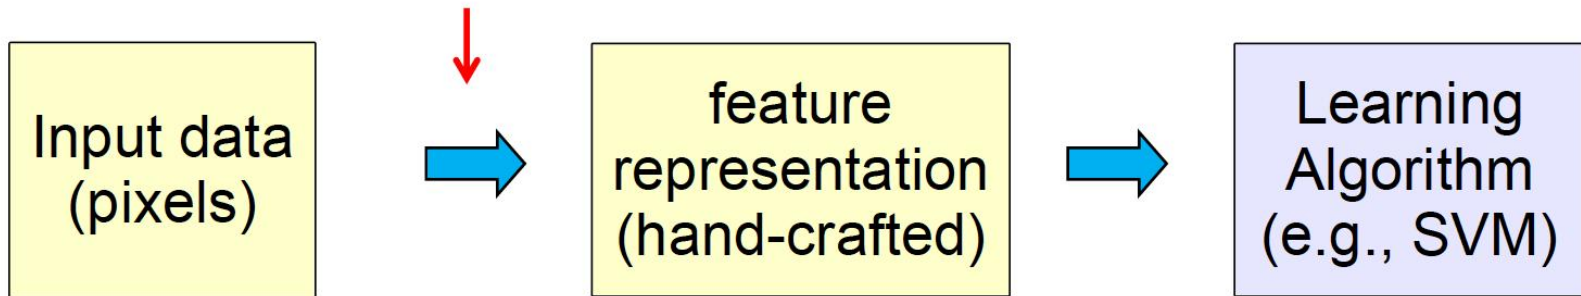 Input data
(pixels)
feature
representation
(hand-crafted)
Learning
Algorithm
(e.g., SVM)